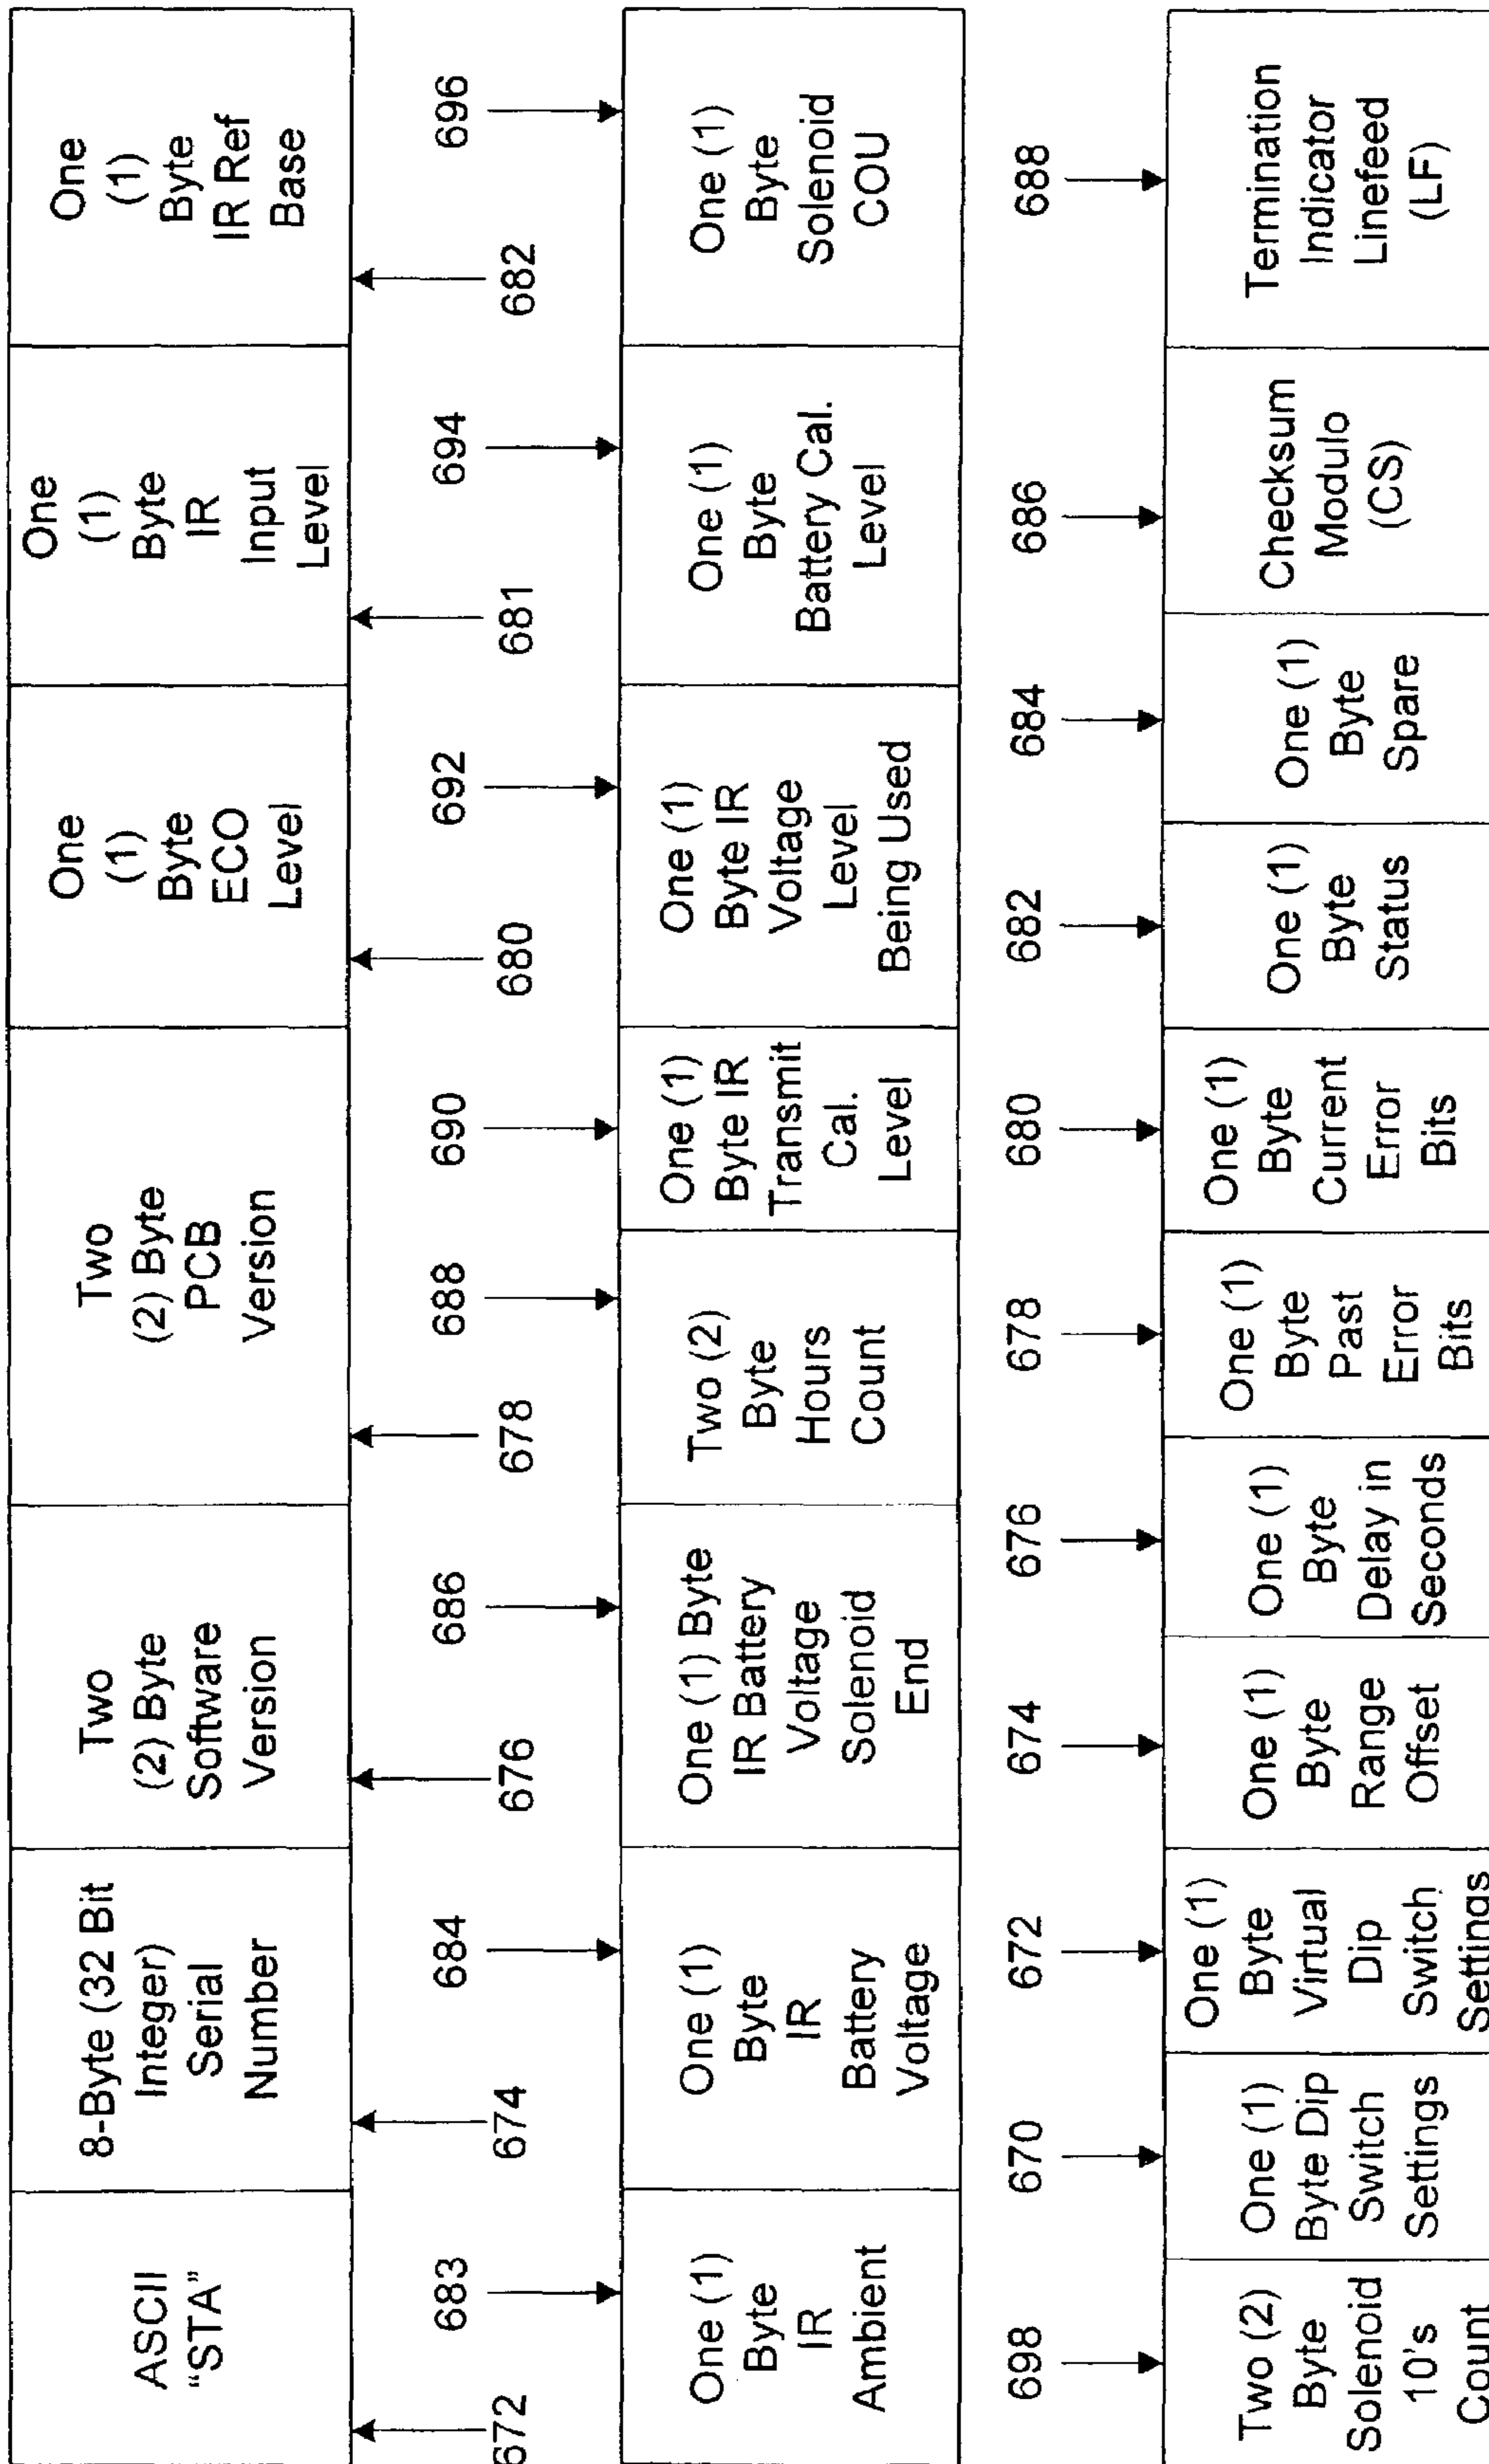 ASCII
“STA”
8-Byte (32 Bit
Integer)
Serial
Number
Two
(2) Byte
Software
Version
Two
(2) Byte
PCB
Version
One
(1)
Byte
ECO
Level
One
(1)
Byte
IR
Input
Level
One
(1)
Byte
IR Ref
Base
672
674
676
678
680
681
682
683
684
686
688
690
692
694
696
One (1)
Byte
IR
Ambient
One (1)
Byte
IR
Battery
Voltage
One (1) Byte
IR Battery
Voltage
Solenoid
End
Two (2)
Byte
Hours
Count
One (1)
Byte IR
Transmit
Cal.
Level
One (1)
Byte IR
Voltage
Level
Being Used
One (1)
Byte
Battery Cal.
Level
One (1)
Byte
Solenoid
COU
698
670
672
674
676
678
680
682
684
686
688
Two (2)
Byte
Solenoid
10's
Count
One (1)
Byte Dip
Switch
Settings
One (1)
Byte
Virtual
Dip
Switch
Settings
One (1)
Byte
Range
Offset
One (1)
Byte
Delay in
Seconds
One (1)
Byte
Past
Error
Bits
One (1)
Byte
Current
Error
Bits
One (1)
Byte
Status
One (1)
Byte
Spare
Checksum
Modulo
(CS)
Termination
Indicator
Linefeed
(LF)